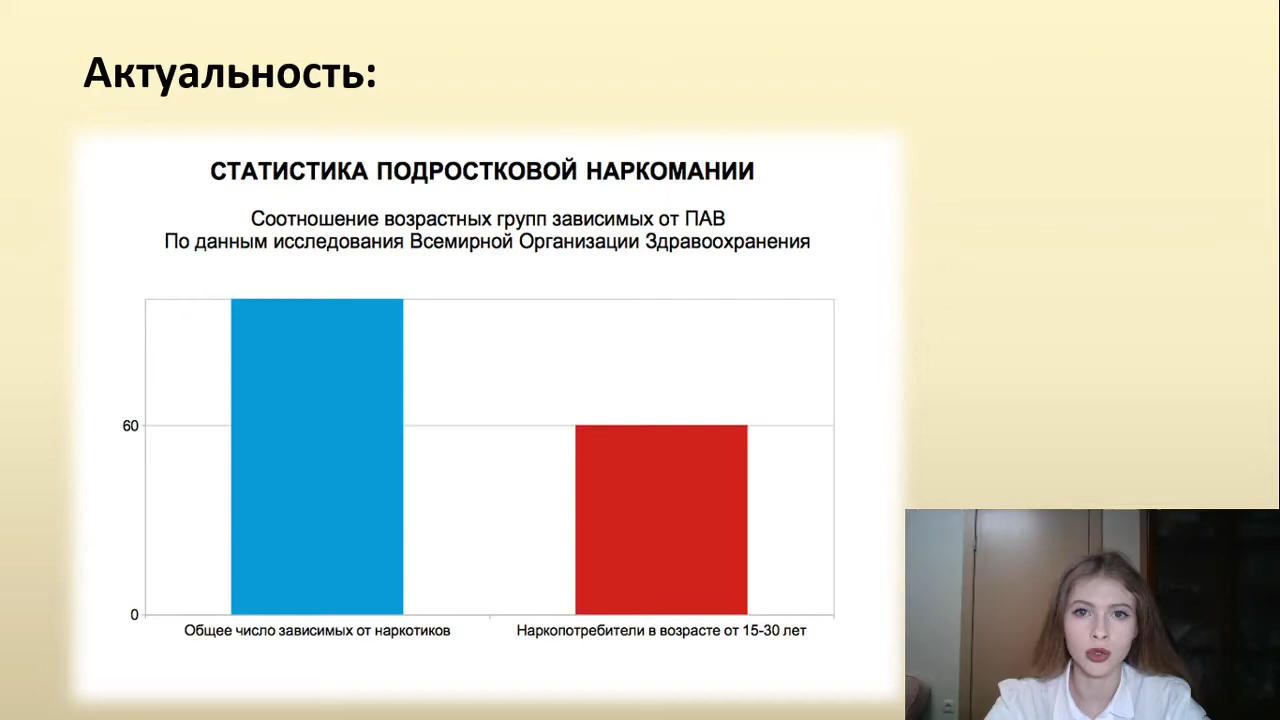 Актуальность:
СТАТИСТИКА ПОДРОСТКОВОЙ НАРКОМАНИИ
Соотношение возрастных групп зависимых от ПАВ
По данным исследования Всемирной Организации Здравоохранения
60
0
Общее число зависимых от наркотиков
Наркопотребители в возрасте от 15-30 лет